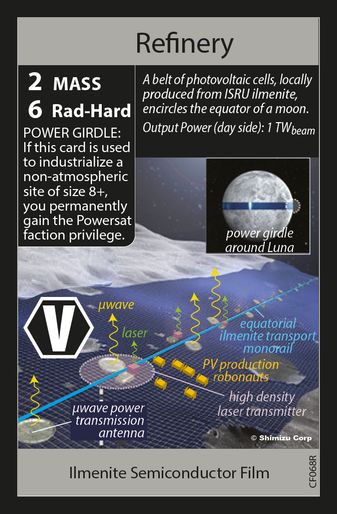 Refinery
2 MASS
6 Rad-Hard
POWER GIRDLE:
If this card is used
to industrialize a
non-atmospheric
site of size 8+,
you permanently
gain the Powersat
faction privilege.
A belt of photovoltaic cells, locally
produced from ISRU ilmenite,
encircles the equator of a moon.
Output Power (day side): 1 TWbeam
power girdle
around Luna
V
μwave
laser
equatorial
ilmenite transport
monorail
PV production
robonauts
high density
laser transmitter
μwave power
transmission
antenna
© Shimizu Corp
Ilmenite Semiconductor Film
CF068R